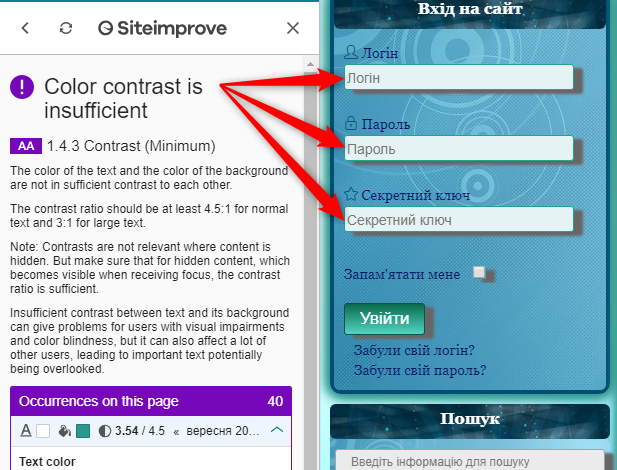 Siteimprove
Color contrast is
insufficient
AA 1.4.3 Contrast (Minimum)
The color of the text and the color of the background
are not in sufficient contrast to each other.
The contrast ratio should be at least 4.5:1 for normal
text and 3:1 for large text.
Note: Contrasts are not relevant where content is
hidden. But make sure that for hidden content, which
becomes visible when receiving focus, the contrast
ratio is sufficient.
Insufficient contrast between text and its background
can give problems for users with visual impairments
and color blindness, but it can also affect a lot of
other users, leading to important text potentially
being overlooked.
Occurrences on this page 40
A 3.54 / 4.5 « вересня 20...
Text color
Вхід на сайт
Логін
Логін
Пароль
Пароль
Секретний ключ
Секретний ключ
Запам'ятати мене
Увійти
Забули свій логін?
Забули свій пароль?
Пошук
Введіть інформацію для пошуку